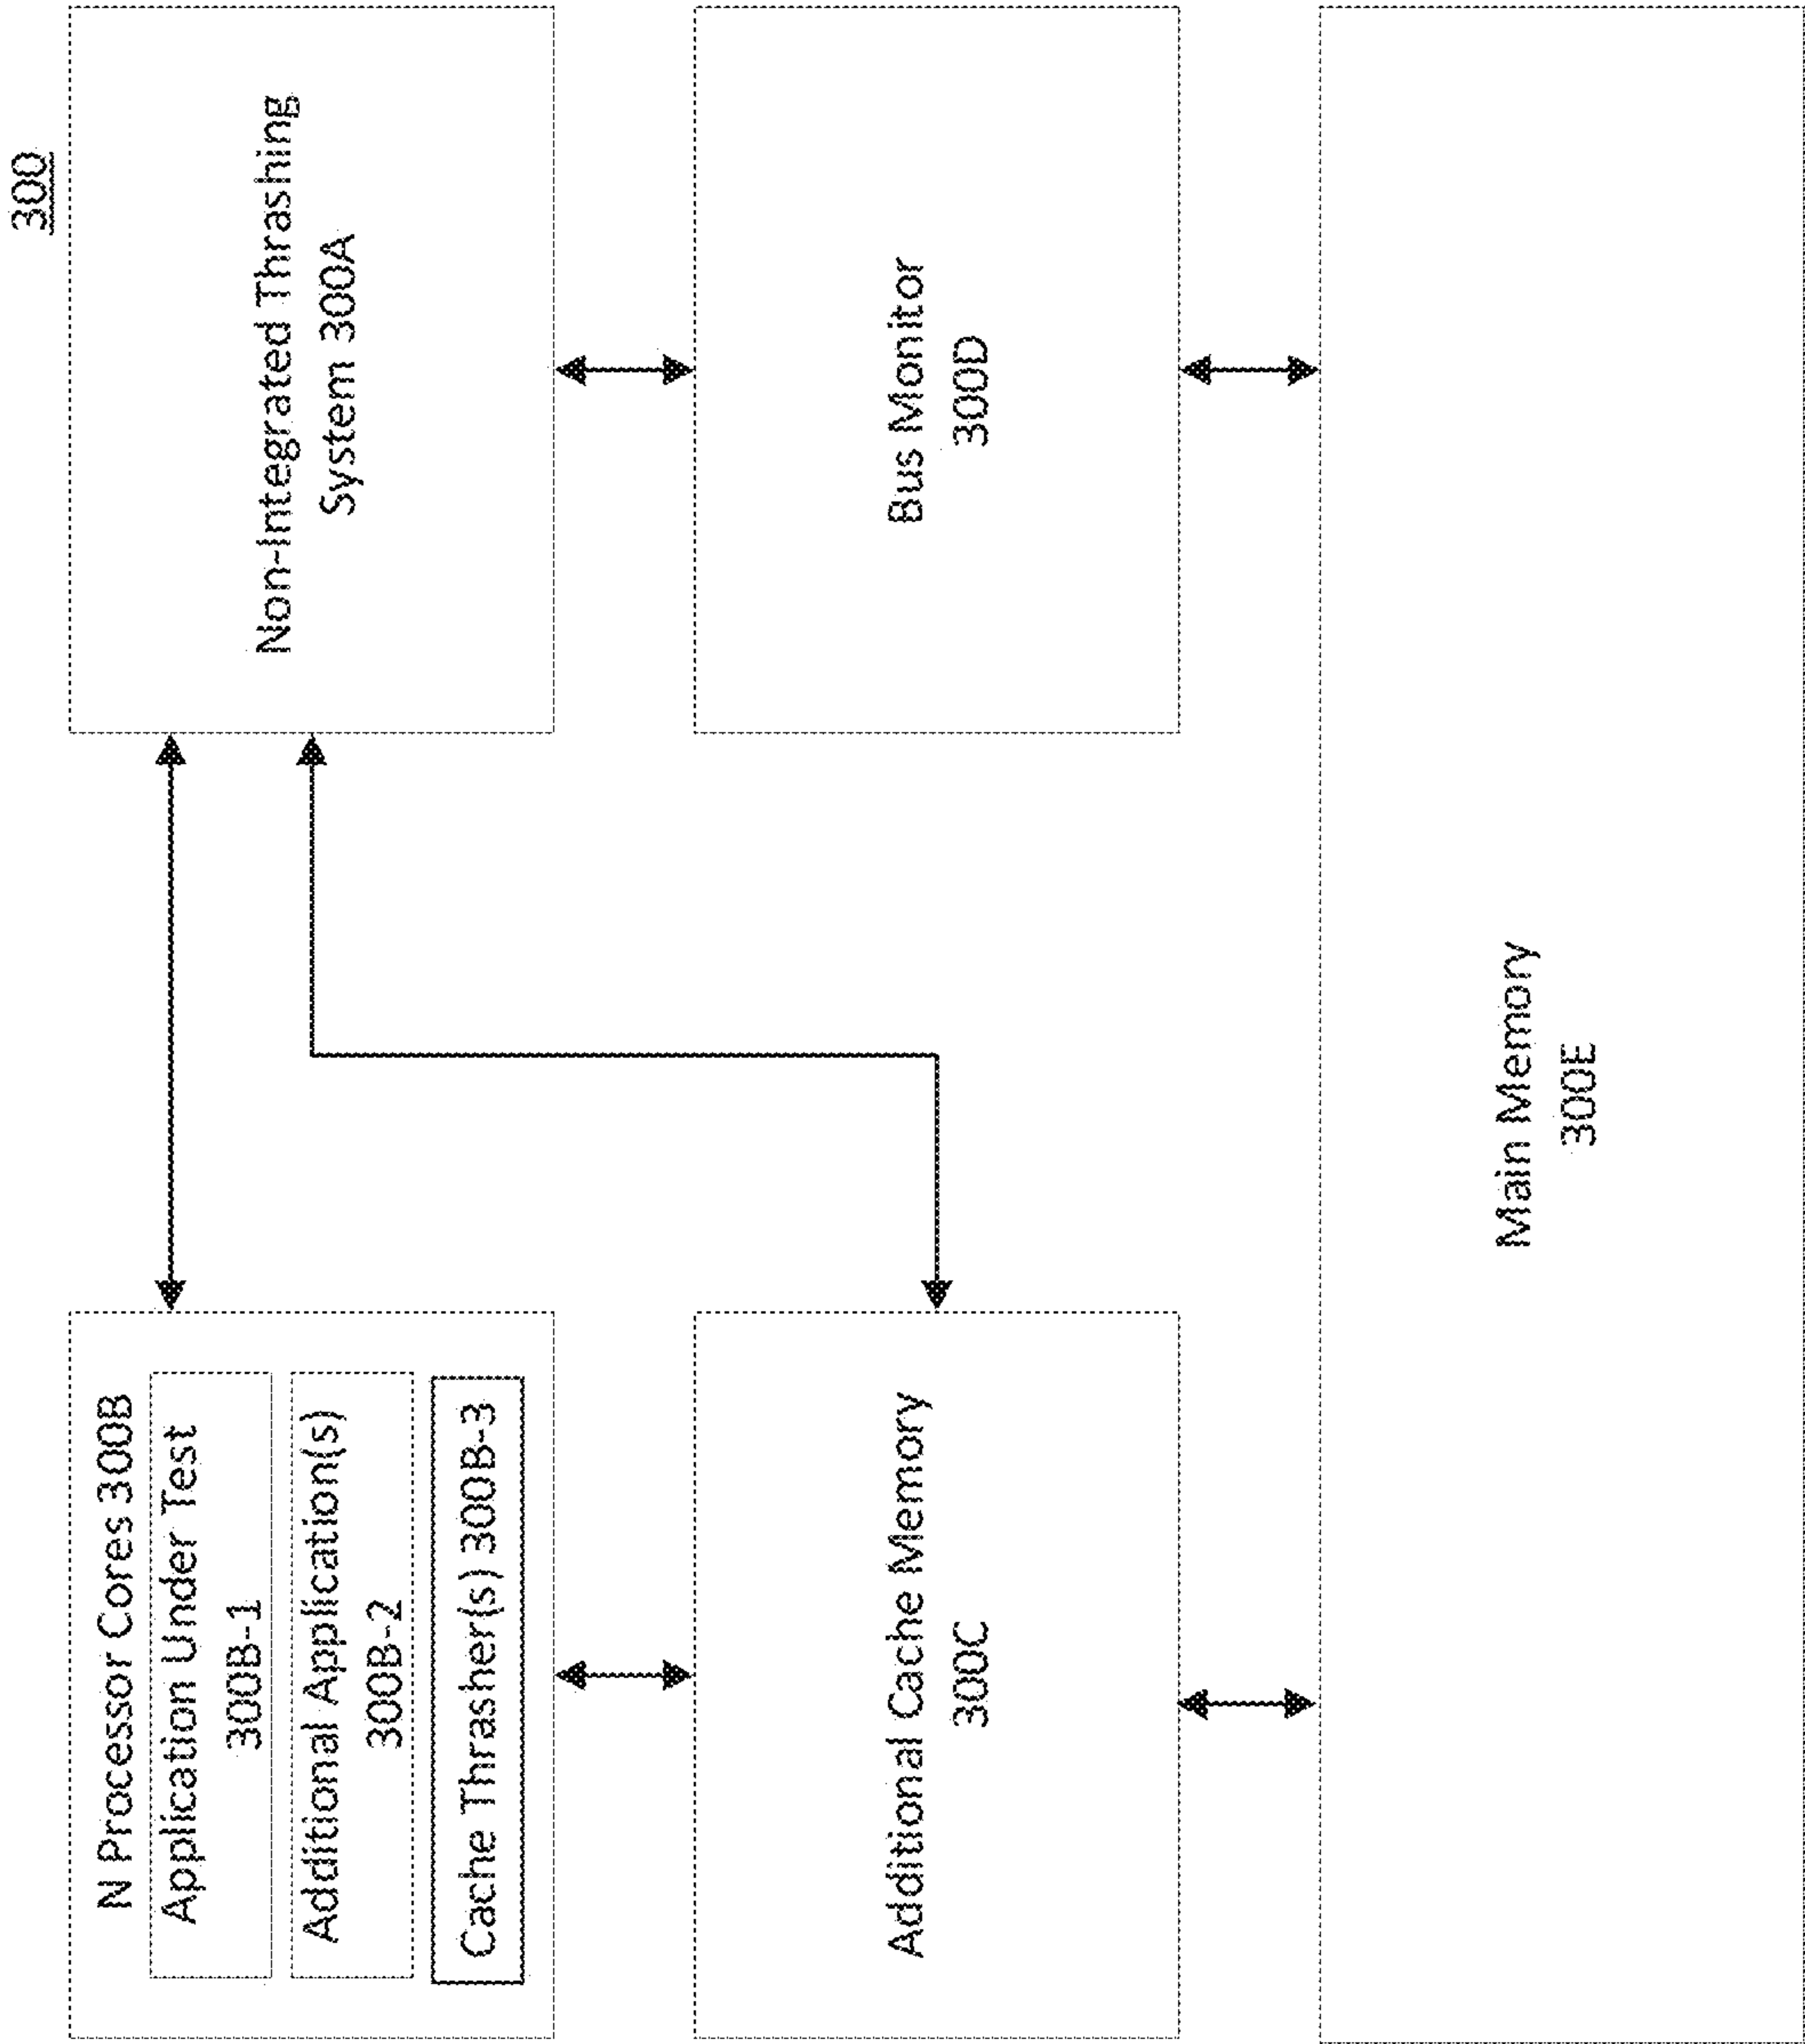 300
N Processor Cores 300B
Application Under Test
300B-1
Additional Application(s)
300B-2
Cache Thrasher(s) 300B-3
Non-Integrated Thrashing
System 300A
Additional Cache Memory
300C
Bus Monitor
300D
Main Memory
300E